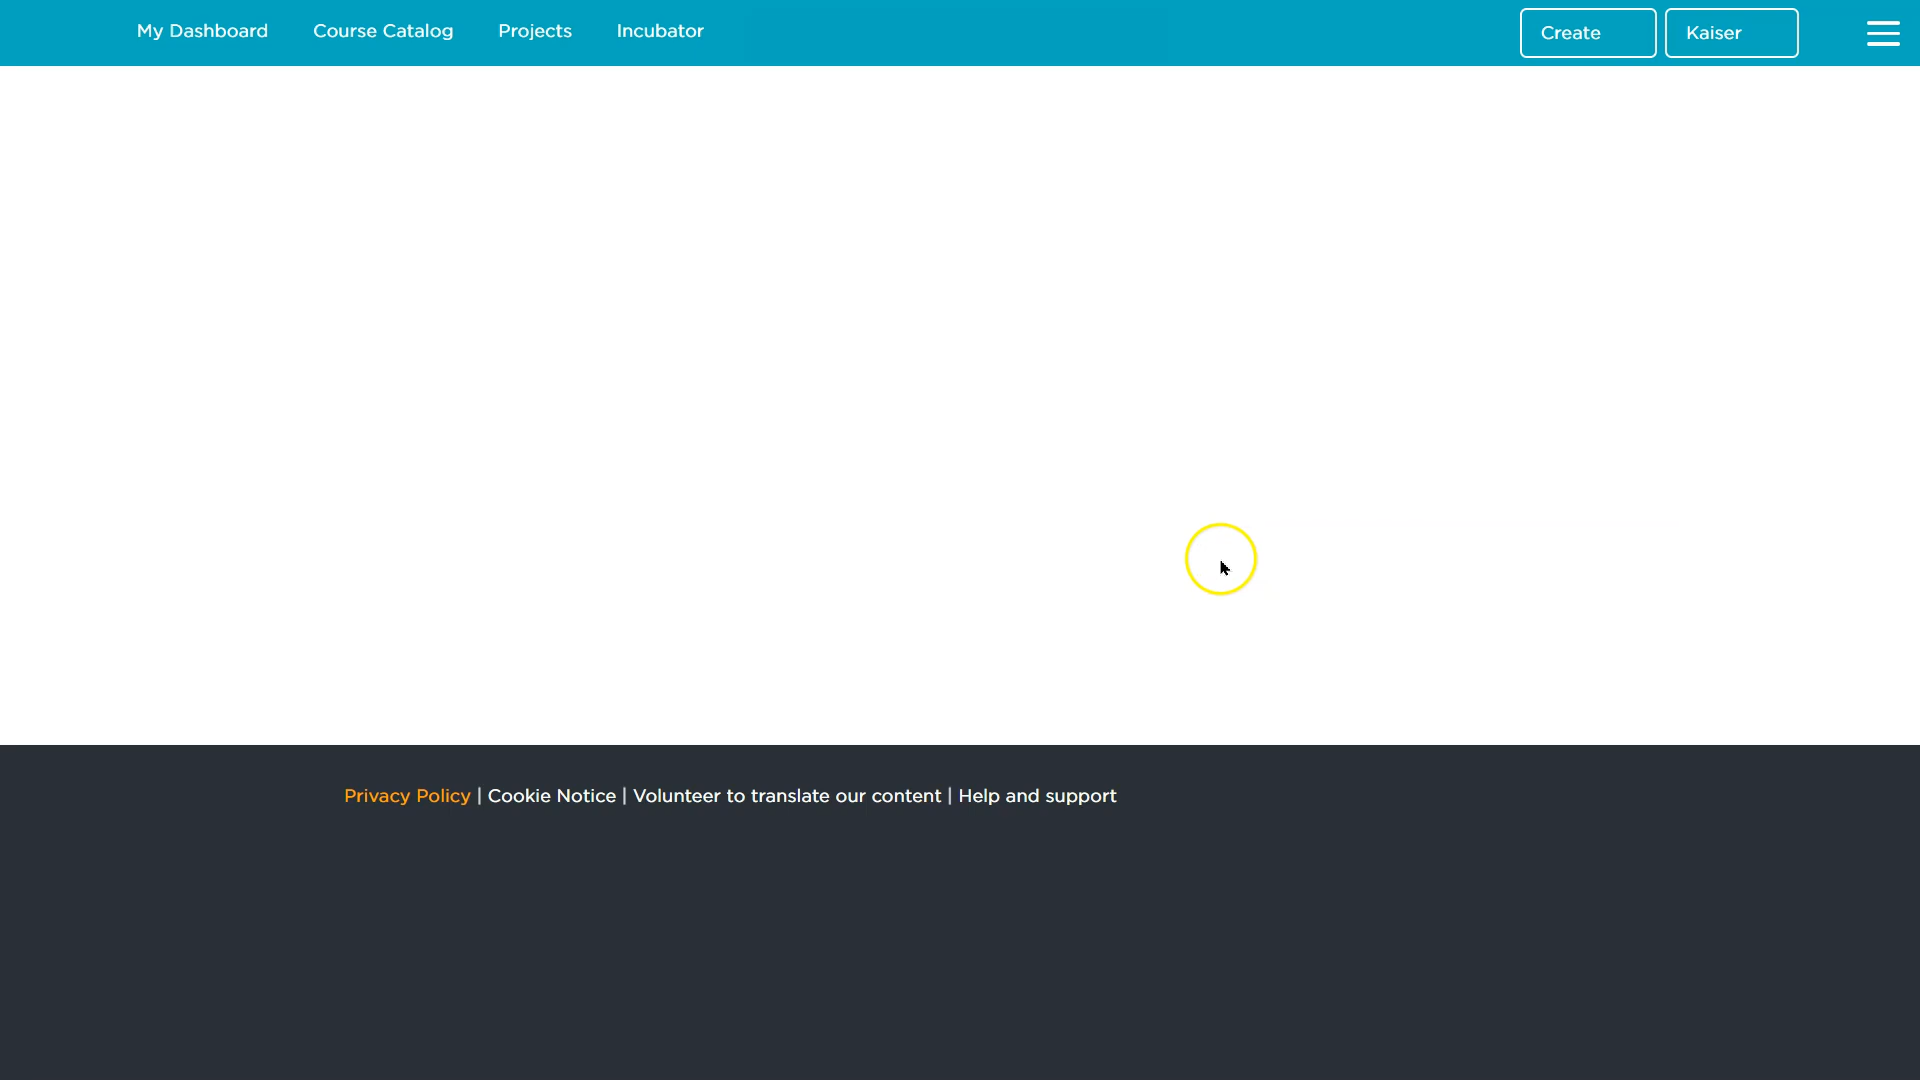 My Dashboard Course Catalog Projects Incubator Create Kaiser
Privacy Policy | Cookie Notice | Volunteer to translate our content | Help and support